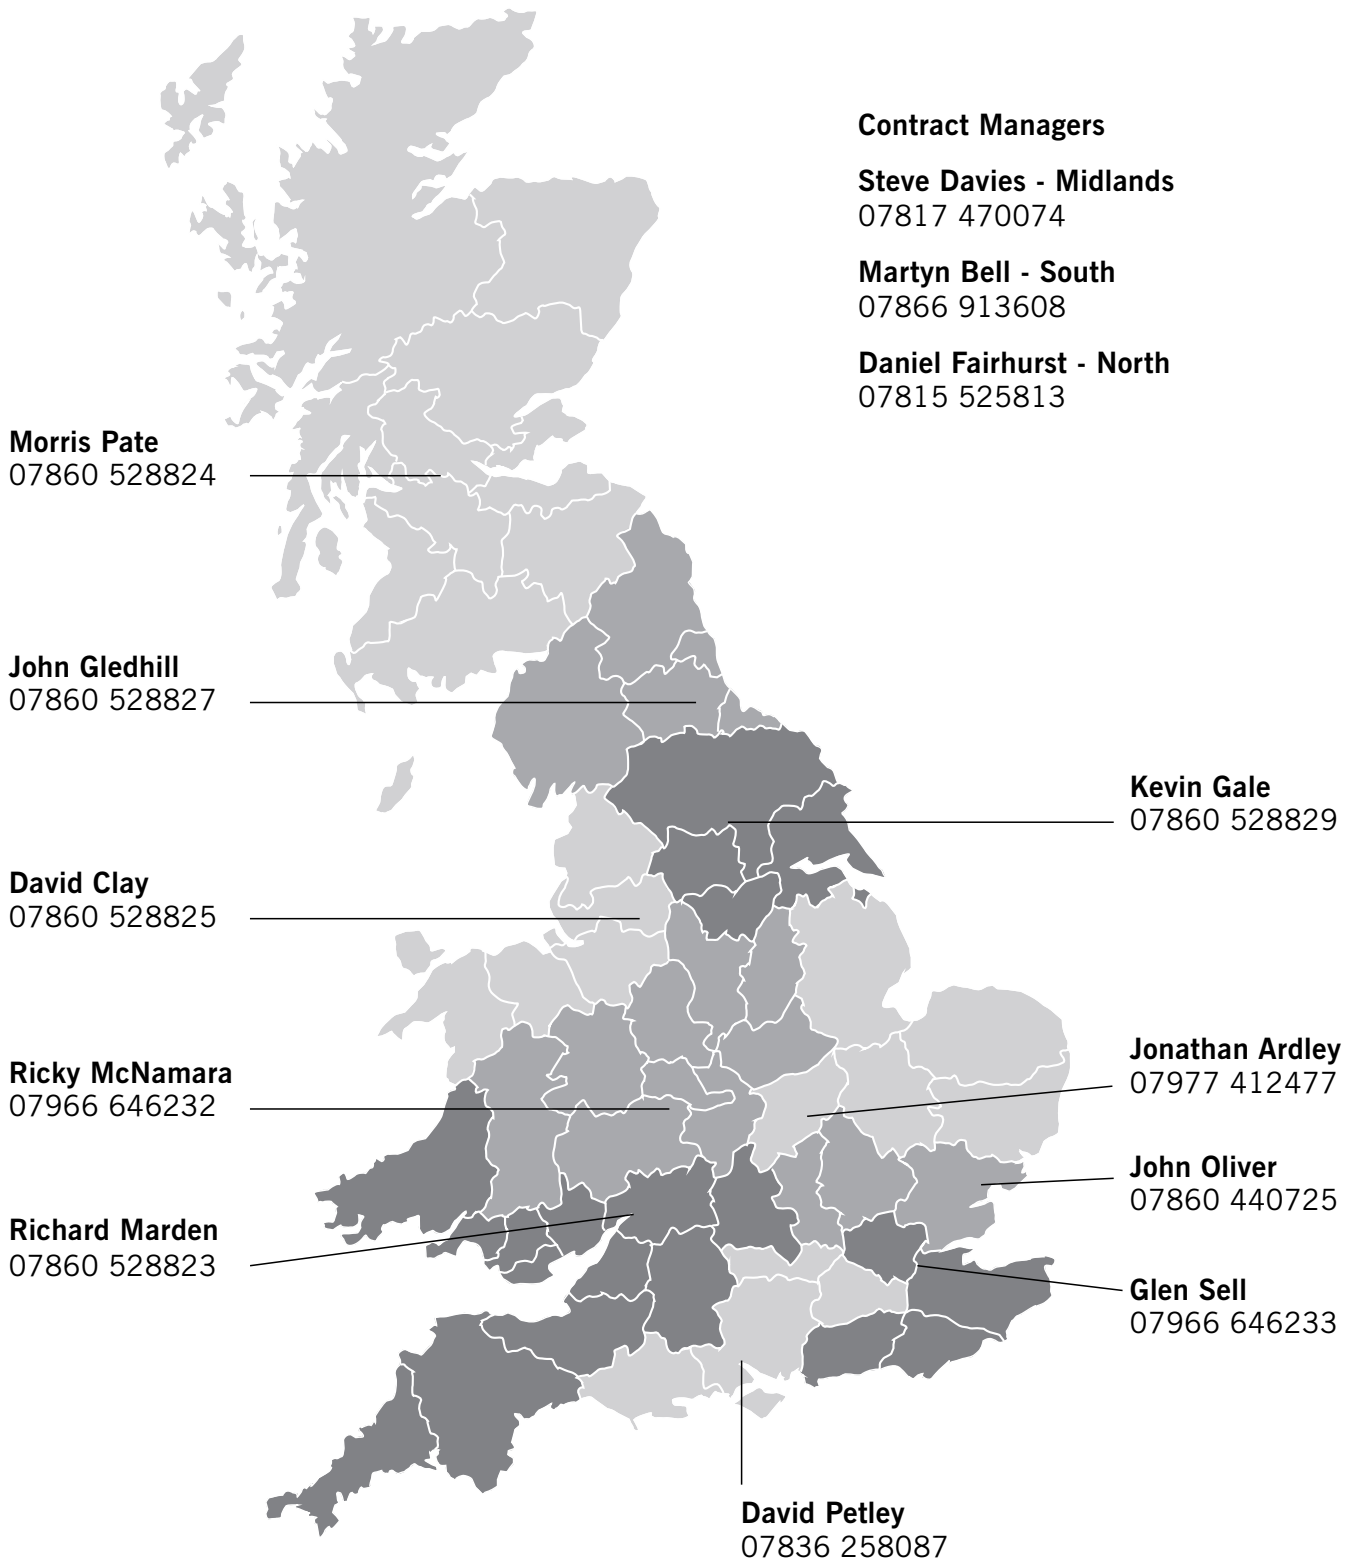 Contract Managers
Steve Davies - Midlands
07817 470074
Martyn Bell - South
07866 913608
Daniel Fairhurst - North
07815 525813
Morris Pate
07860 528824
John Gledhill
07860 528827
Kevin Gale
07860 528829
David Clay
07860 528825
Jonathan Ardley
07977 412477
Ricky McNamara
07966 646232
John Oliver
07860 440725
Richard Marden
07860 528823
Glen Sell
07966 646233
David Petley
07836 258087